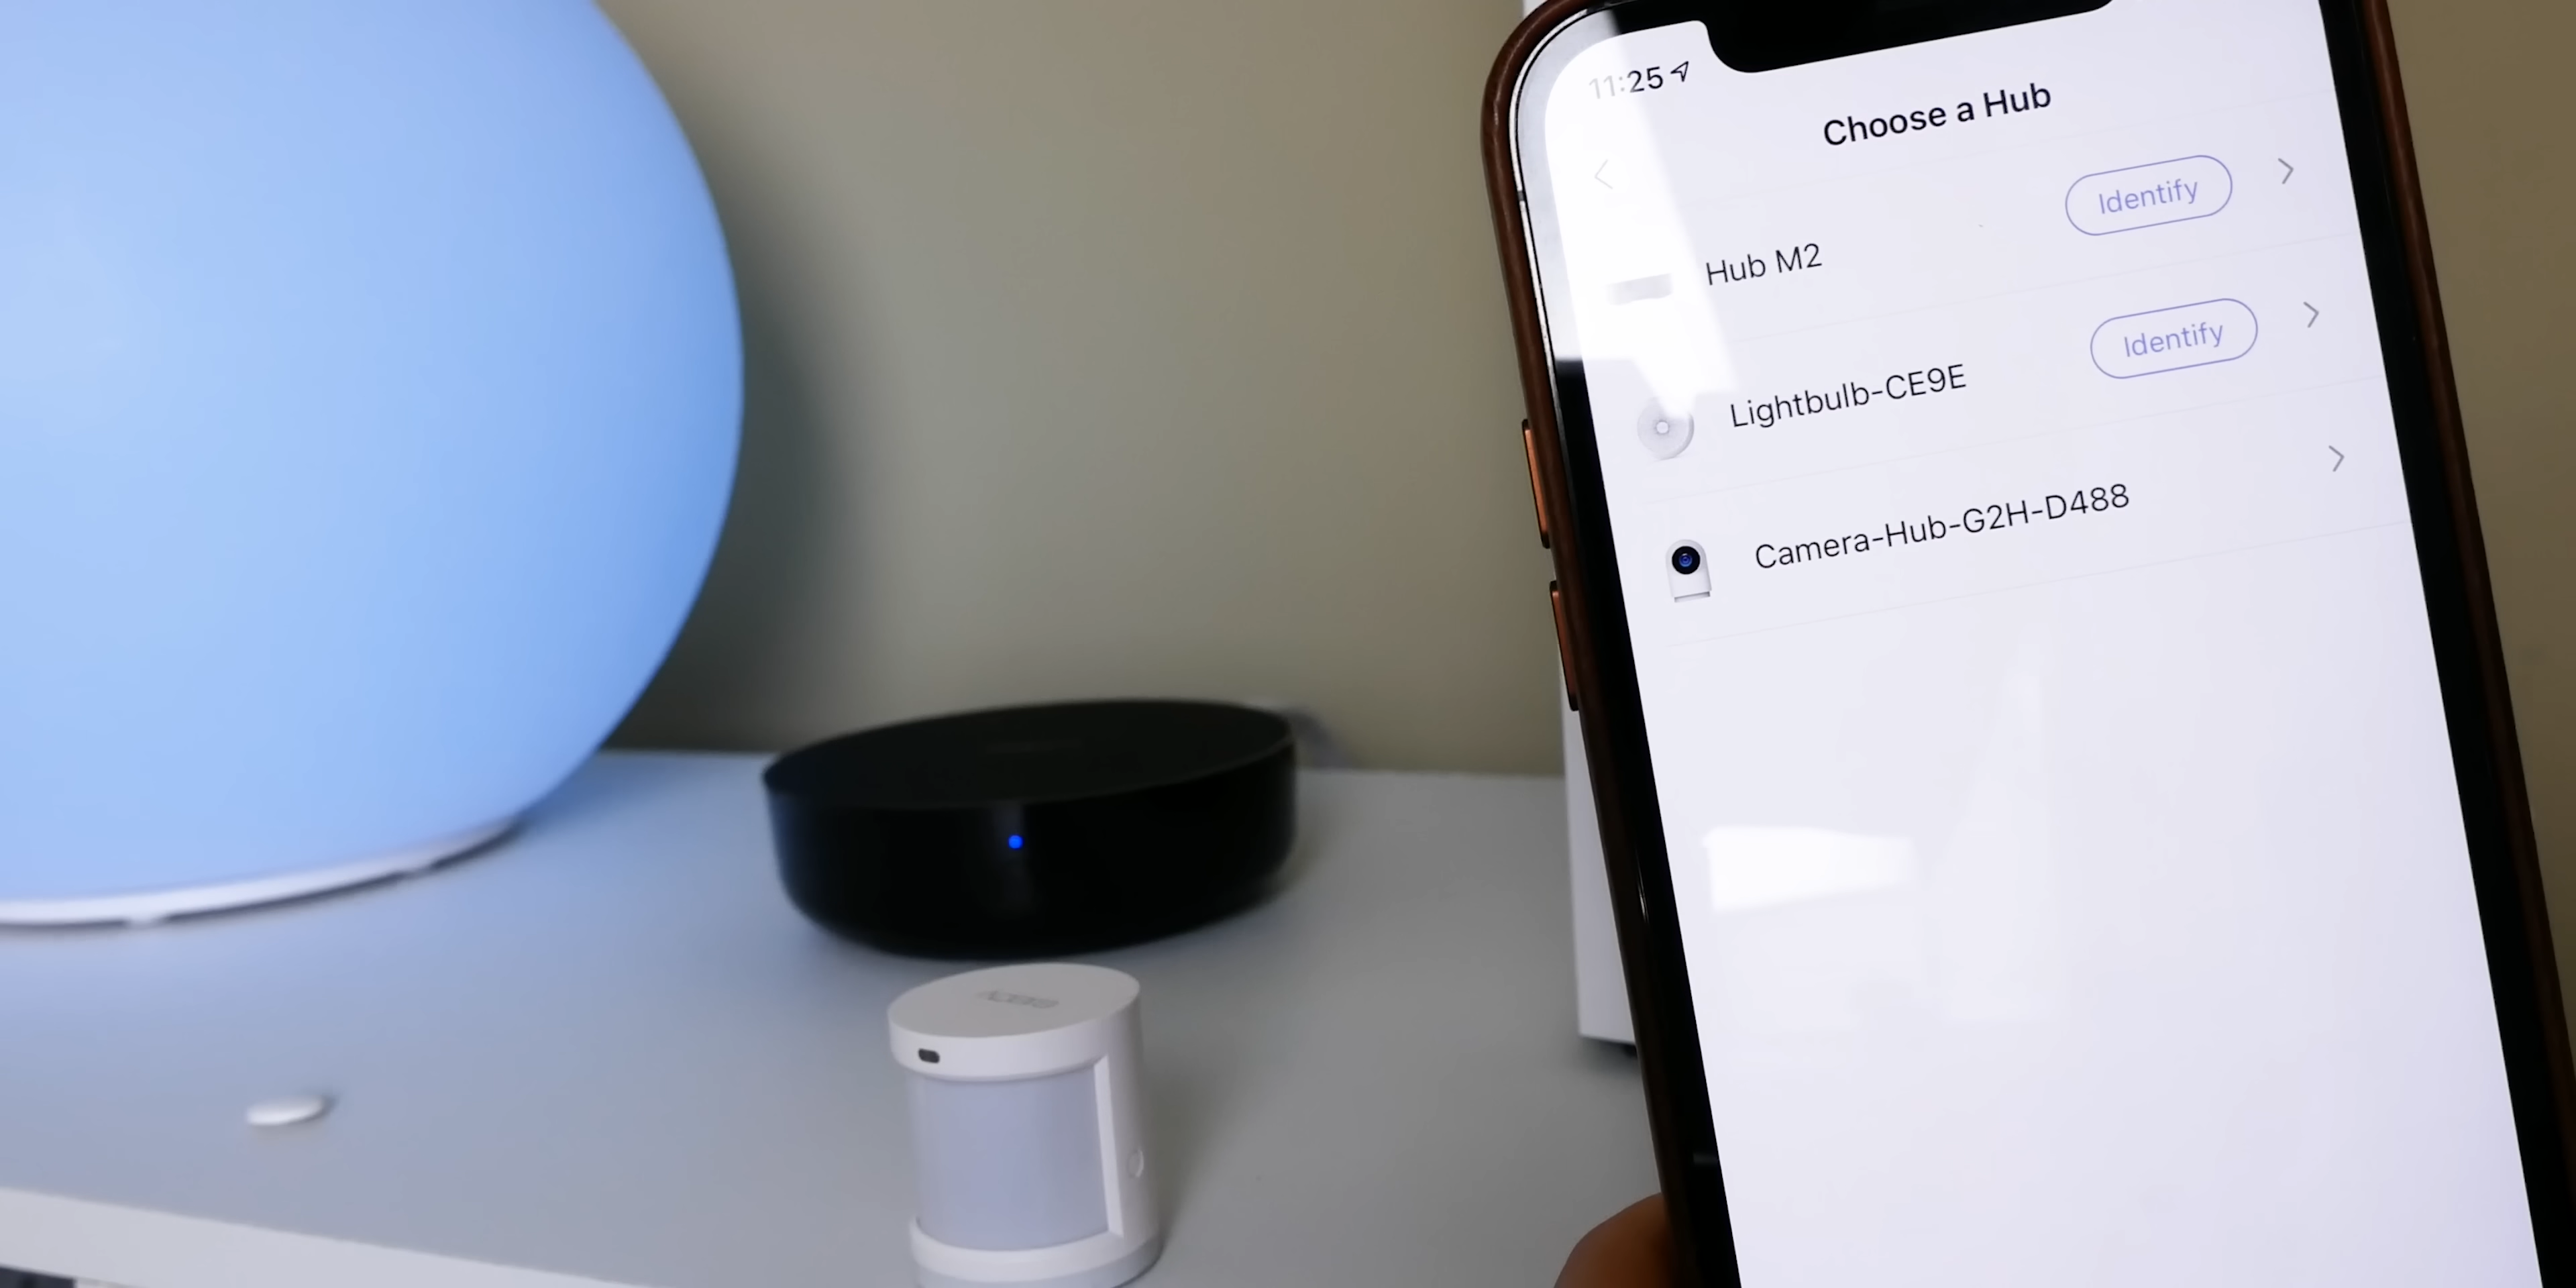 11:25
Choose a Hub
Hub M2
Identify
Lightbulb-CE9E
Identify
Camera-Hub-G2H-D488